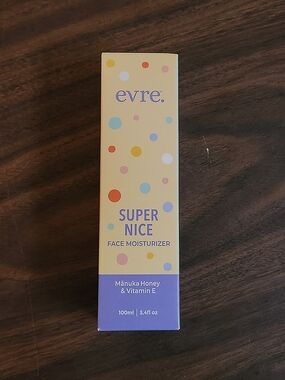 evre.
SUPER
NICE
FACE MOISTURIZER
Mānuka Honey
& Vitamin E
100ml | 3.4fl oz